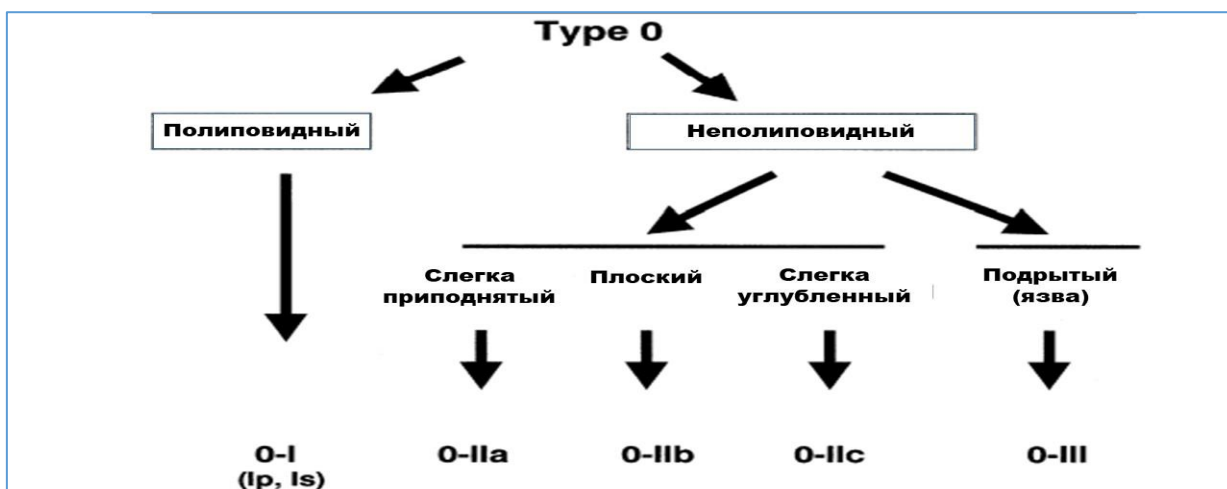 Type 0
Полиповидный
Неполиповидный
Слегка
приподнятый
Плоский
Слегка
углубленный
Подрытый
(язва)
0-I
(Ip, Is)
0-IIa
0-IIb
0-IIc
0-III